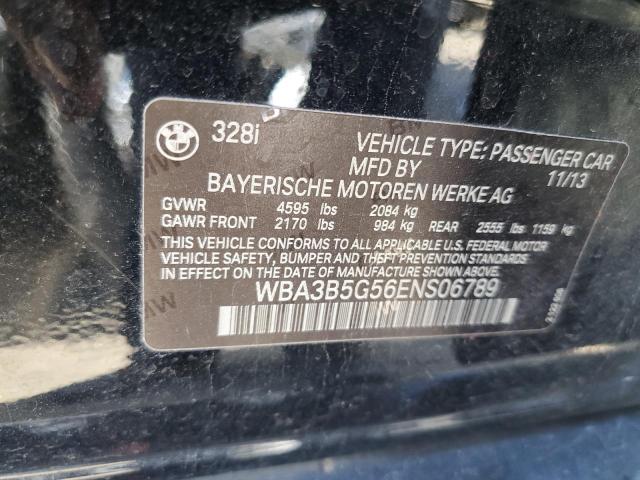 BMW 328i VEHICLE TYPE: PASSENGER CAR
MFD BY 11/13
BAYERISCHE MOTOREN WERKE AG
GVWR 4595 lbs 2084 kg
GAWR FRONT 2170 lbs 984 kg REAR 2555 lbs 1159 kg
THIS VEHICLE CONFORMS TO ALL APPLICABLE U.S. FEDERAL MOTOR
VEHICLE SAFETY, BUMPER AND THEFT PREVENTION STANDARDS
IN EFFECT ON THE DATE OF MANUFACTURE SHOWN ABOVE.
WBA3B5G56ENS06789